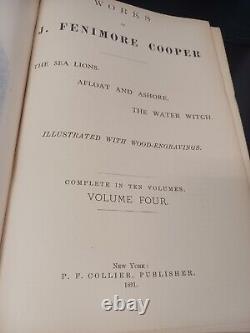 WORKS
OF
J. FENIMORE COOPER
THE SEA LIONS.
AFLOAT AND ASHORE.
THE WATER WITCH.
ILLUSTRATED WITH WOOD-ENGRAVINGS.
COMPLETE IN TEN VOLUMES.
VOLUME FOUR.
NEW YORK:
P. F. COLLIER, PUBLISHER.
1891.